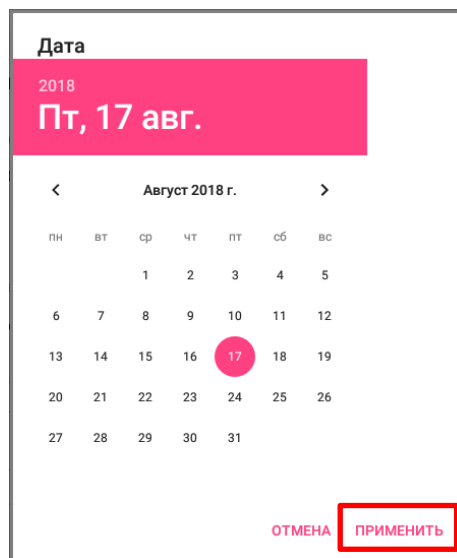 Дата
2018
Пт, 17 авг.
Август 2018 г.
пн вт ср чт пт сб вс
1 2 3 4 5
6 7 8 9 10 11 12
13 14 15 16 17 18 19
20 21 22 23 24 25 26
27 28 29 30 31
ОТМЕНА ПРИМЕНИТЬ